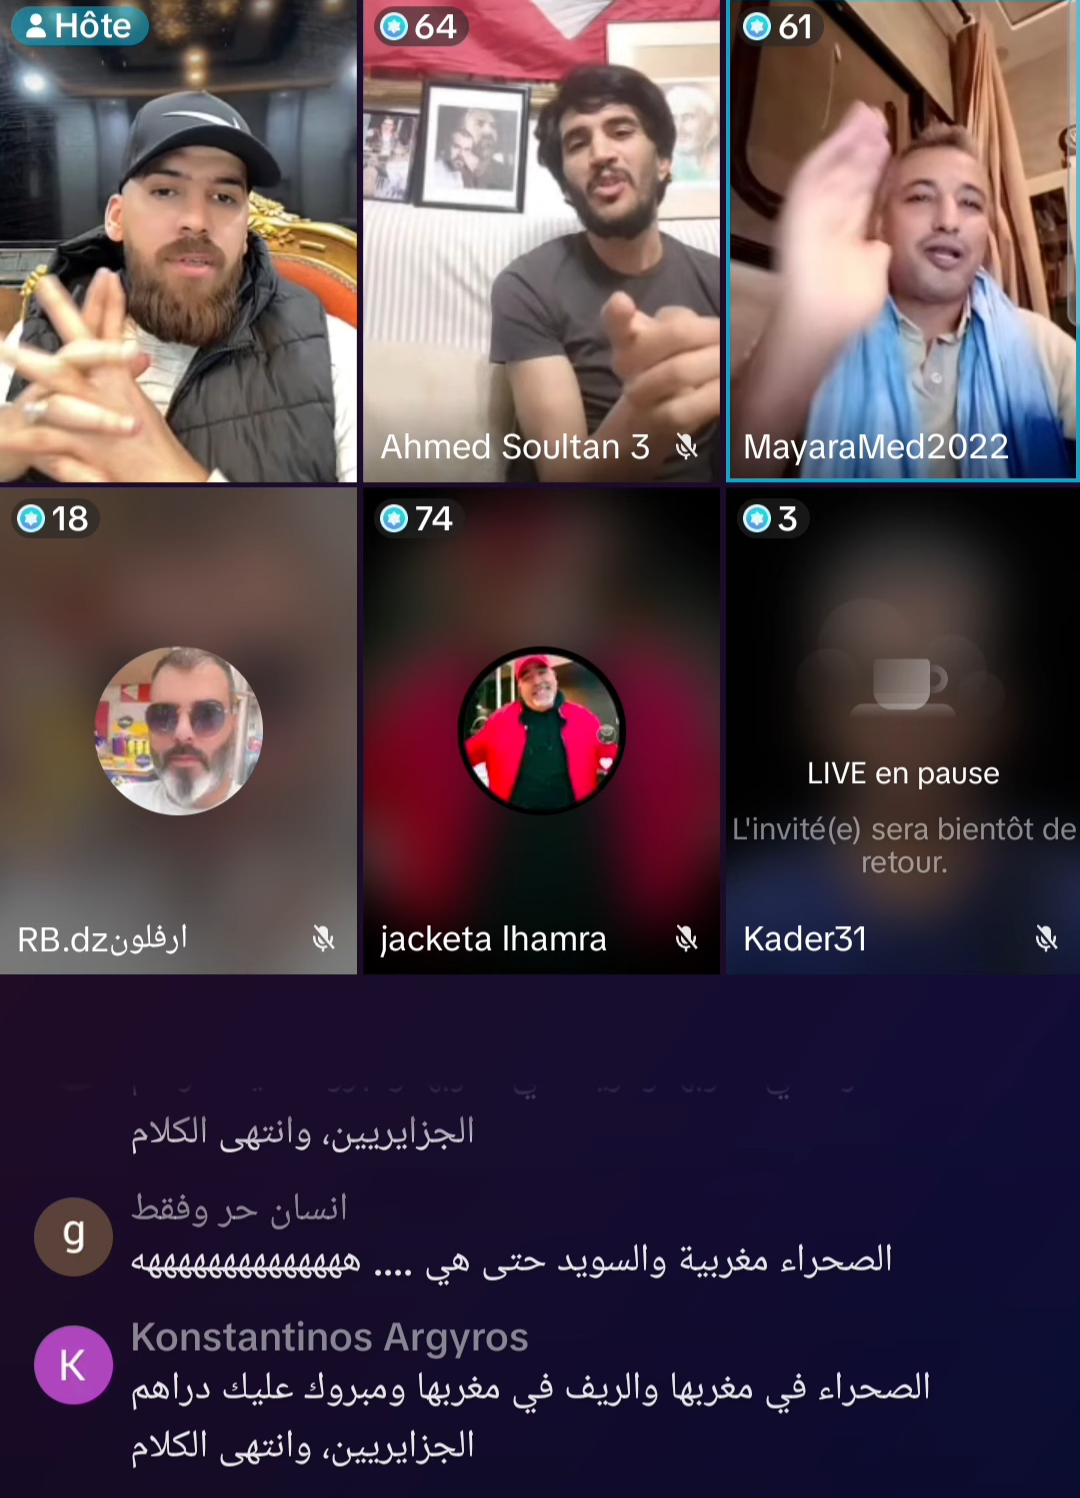 Hôte
64
61
Ahmed Soultan 3
MayaraMed2022
18
74
3
LIVE en pause
L'invité(e) sera bientôt de
retour.
RB.dzارفلون
jacketa lhamra
Kader31
الجزايريين، وانتهى الكلام
g
انسان حر وفقط
الصحراء مغربية والسويد حتى هي .... هههههههههههههههه
K
Konstantinos Argyros
الصحراء في مغربها والريف في مغربها ومبروك عليك دراهم
الجزايريين، وانتهى الكلام